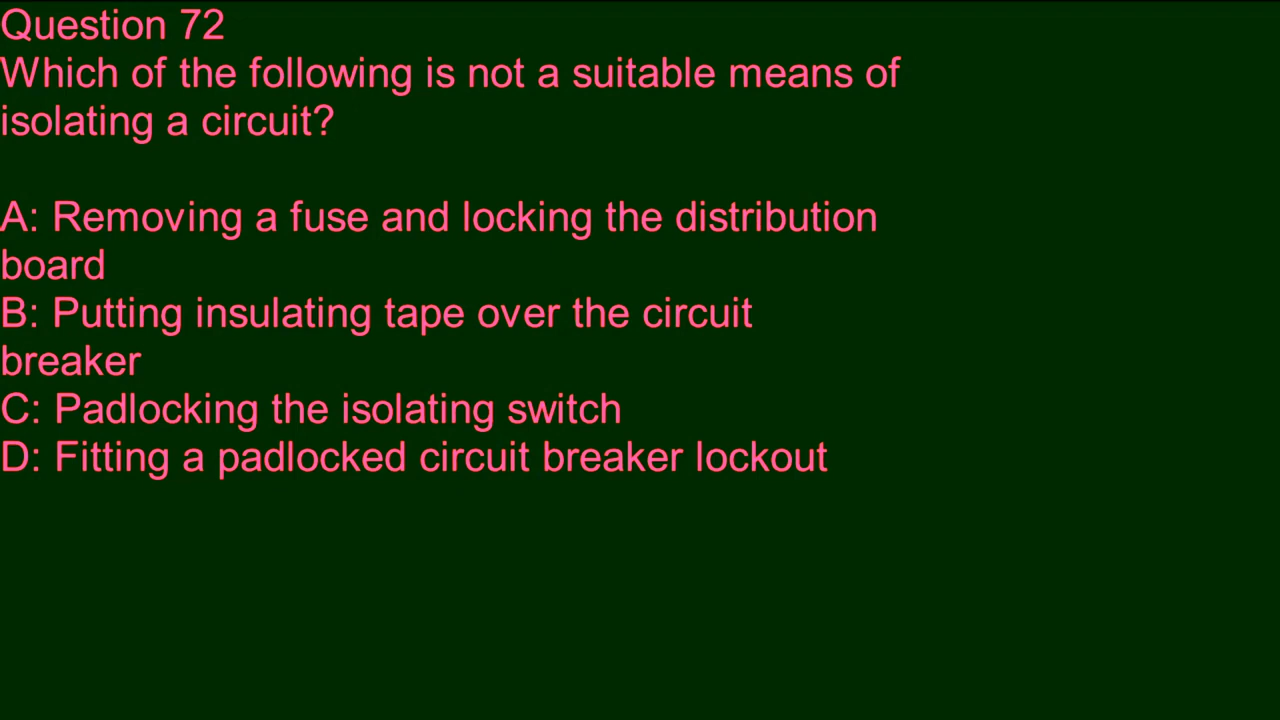 Question 72
Which of the following is not a suitable means of
isolating a circuit?
A: Removing a fuse and locking the distribution
board
B: Putting insulating tape over the circuit
breaker
C: Padlocking the isolating switch
D: Fitting a padlocked circuit breaker lockout